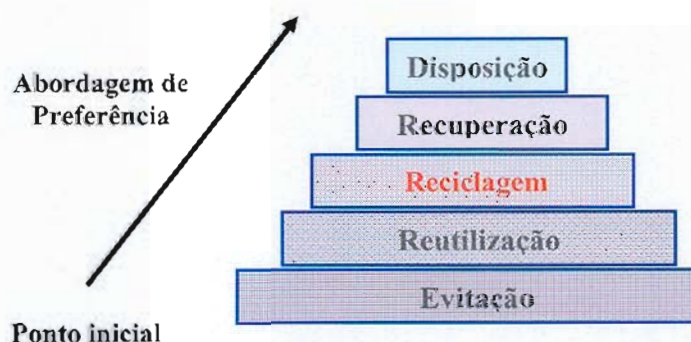 Abordagem de
Preferência
Ponto inicial
Disposição
Recuperação
Reciclagem
Reutilização
Evitação